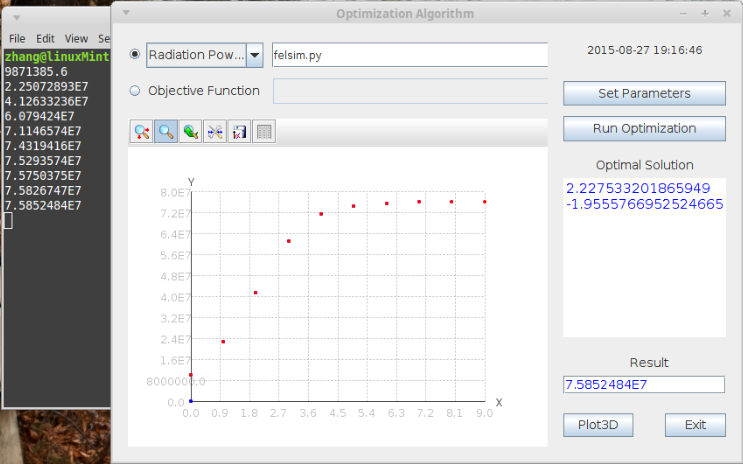 File Edit View Se
zhang@linuxMint
9871385.6
2.25072893E7
4.12633236E7
6.079424E7
7.1146574E7
7.4319416E7
7.5293574E7
7.5750375E7
7.5826747E7
7.5852484E7
Optimization Algorithm
Radiation Pow...
felsim.py
Objective Function
2015-08-27 19:16:46
Set Parameters
Run Optimization
Optimal Solution
2.227533201865949
-1.9555766952524665
Y
8.0E7
7.2E7
6.4E7
5.6E7
4.8E7
4.0E7
3.2E7
2.4E7
1.6E7
8000000.0
0.0
0.0 0.9 1.8 2.7 3.6 4.5 5.4 6.3 7.2 8.1 9.0
X
Result
7.5852484E7
Plot3D
Exit